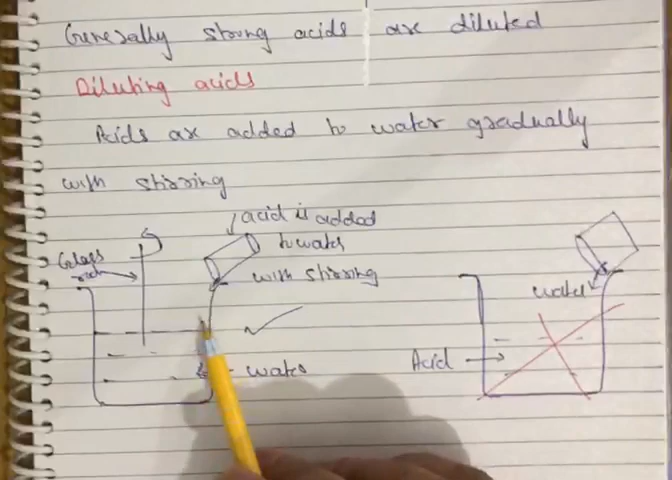 Generally strong acids are diluted
Diluting acids
Acids are added to water gradually
with stirring
acid is added
to water
with stirring
Glass
rod
water
water
Acid